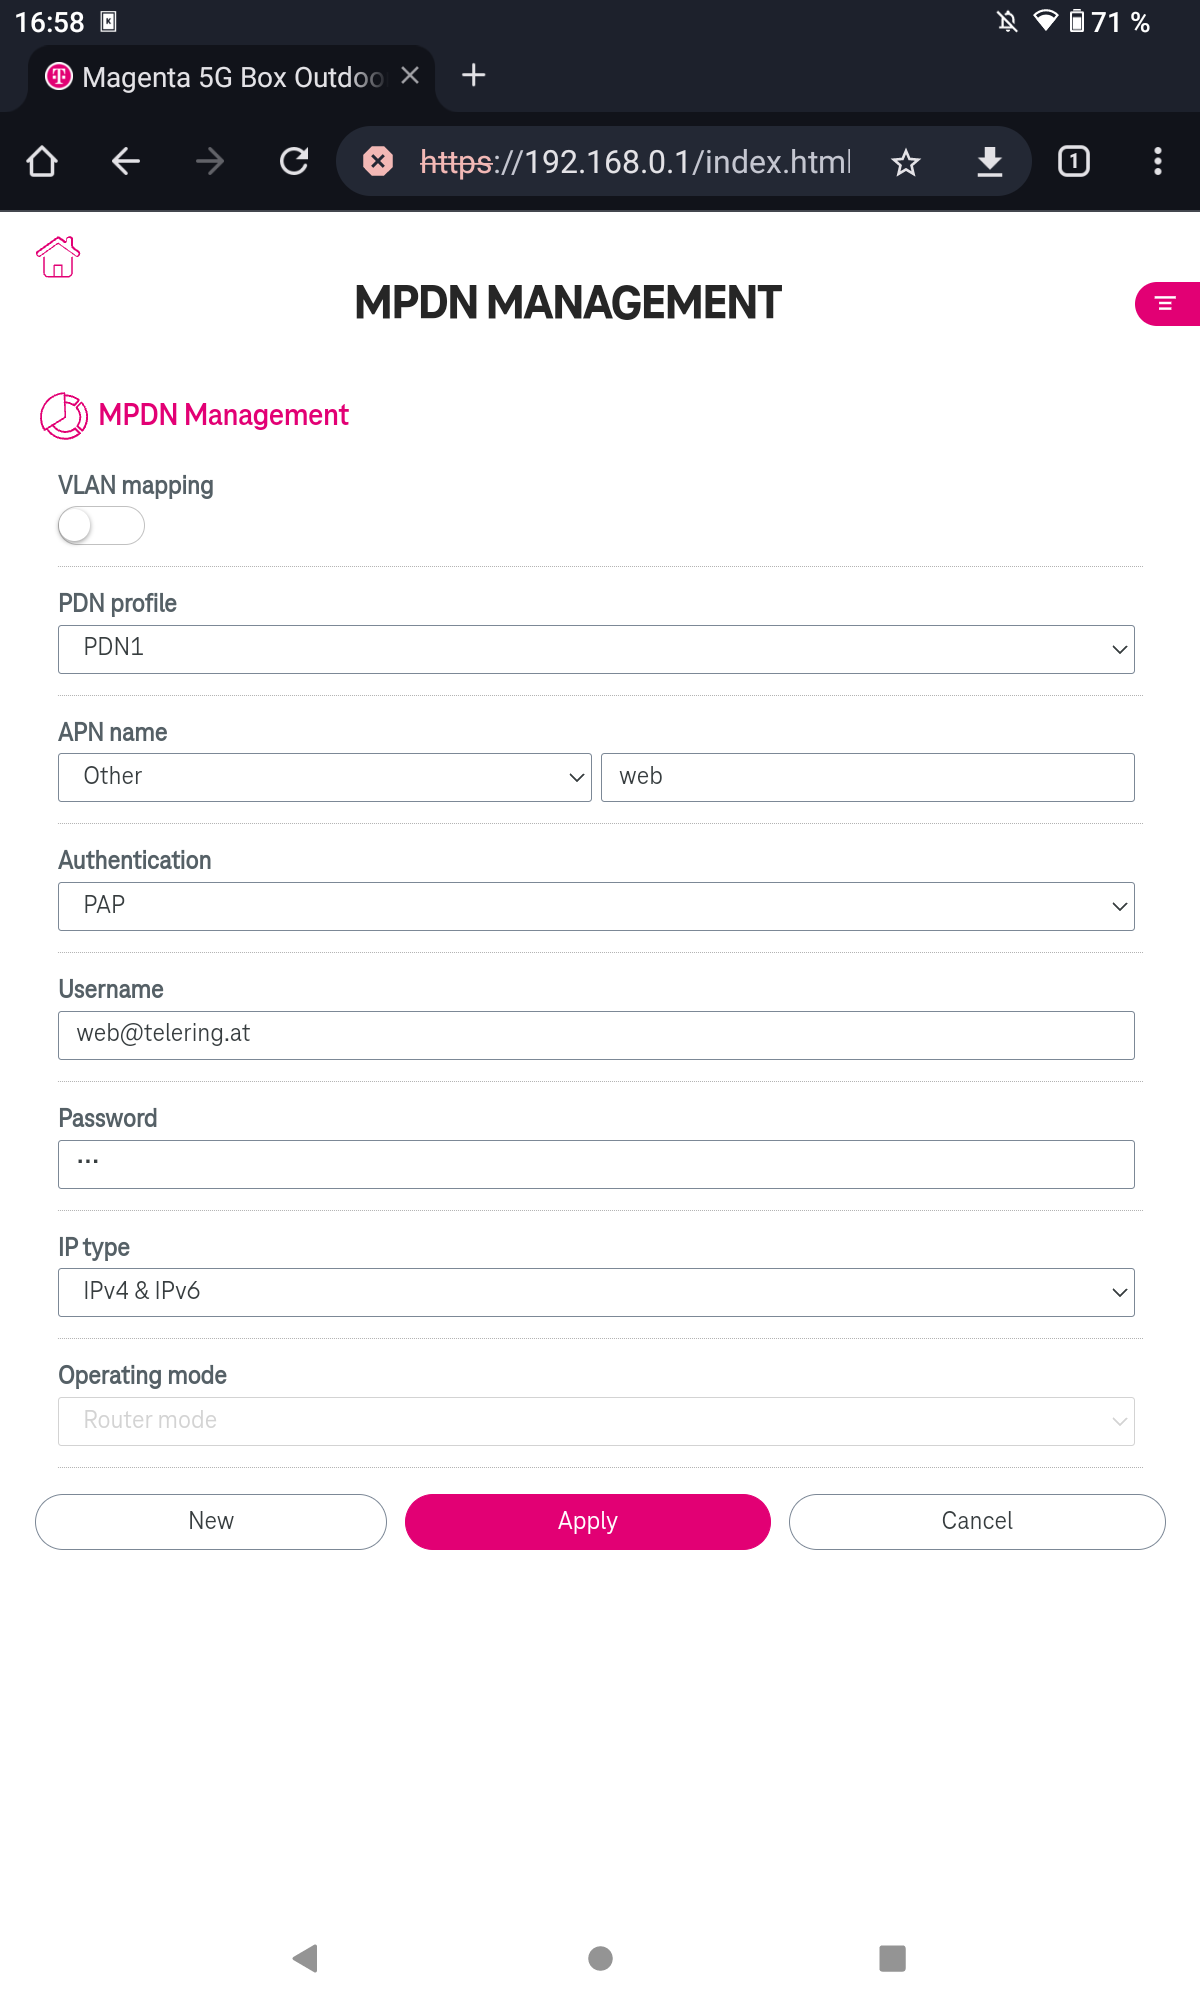 16:58
71 %
Magenta 5G Box Outdoo
https://192.168.0.1/index.html
1
MPDN MANAGEMENT
MPDN Management
VLAN mapping
PDN profile
PDN1
APN name
Other
web
Authentication
PAP
Username
web@telering.at
Password
•••
IP type
IPv4 & IPv6
Operating mode
Router mode
New
Apply
Cancel